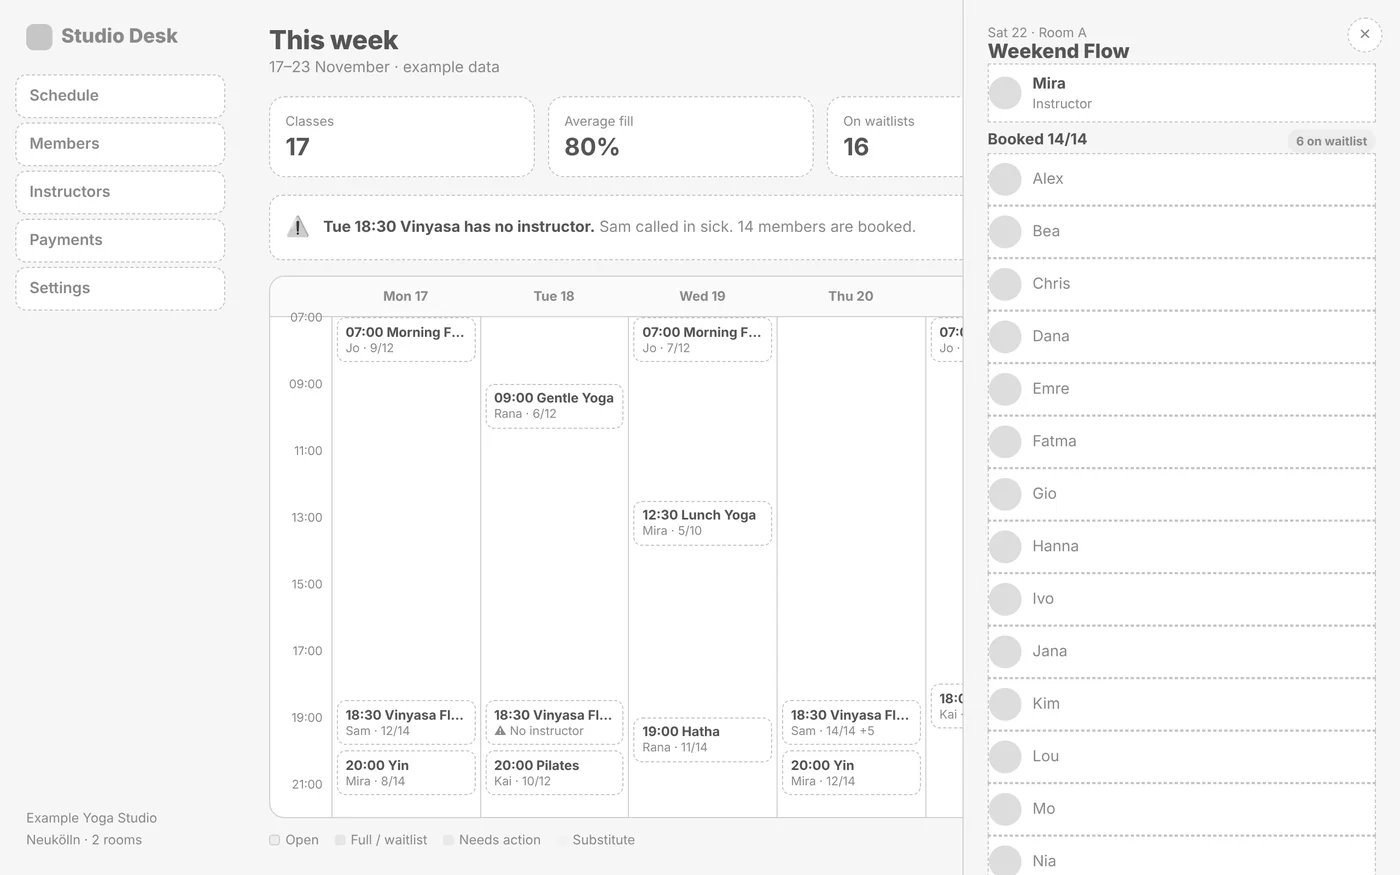 Studio Desk
Schedule
Members
Instructors
Payments
Settings
Example Yoga Studio
Neukölln · 2 rooms
This week
17–23 November · example data
Classes
17
Average fill
80%
On waitlists
16
Tue 18:30 Vinyasa has no instructor. Sam called in sick. 14 members are booked.
Mon 17
Tue 18
Wed 19
Thu 20
07:00
09:00
11:00
13:00
15:00
17:00
19:00
21:00
07:00 Morning F…
Jo · 9/12
18:30 Vinyasa Fl…
Sam · 12/14
20:00 Yin
Mira · 8/14
09:00 Gentle Yoga
Rana · 6/12
18:30 Vinyasa Fl…
⚠ No instructor
20:00 Pilates
Kai · 10/12
07:00 Morning F…
Jo · 7/12
12:30 Lunch Yoga
Mira · 5/10
19:00 Hatha
Rana · 11/14
18:30 Vinyasa Fl…
Sam · 14/14 +5
20:00 Yin
Mira · 12/14
Jo ·
Kai ·
Open
Full / waitlist
Needs action
Substitute
Sat 22 · Room A
Weekend Flow
×
Mira
Instructor
Booked 14/14
6 on waitlist
Alex
Bea
Chris
Dana
Emre
Fatma
Gio
Hanna
Ivo
Jana
Kim
Lou
Mo
Nia